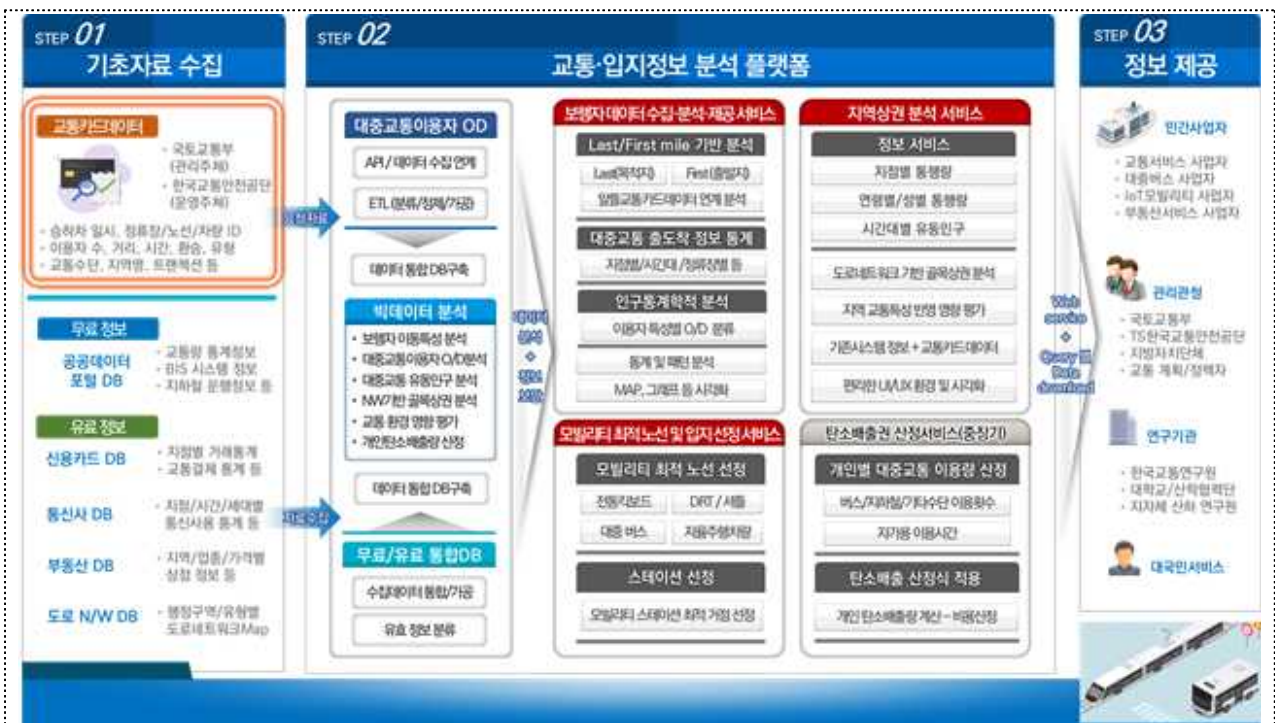 STEP 01
기초자료 수집
교통카드데이터
- 국토교통부
(관리주체)
- 한국교통안전공단
(운영주체)
- 승하차 일시, 정류장/노선/차량 ID
- 이용자 수, 거리, 시간, 환승, 유형
- 교통수단, 지역명, 트랜잭션 등
무료 정보
공공데이터
포털 DB
- 교통량 통계정보
- BIS 시스템 정보
- 지하철 운행정보 등
유료 정보
신용카드 DB
- 지점별 거래통계
- 교통결제 통계 등
통신사 DB
- 지점/시간/세대별
통신사용 통계 등
부동산 DB
- 지역/업종/가격별
상점 정보 등
도로 N/W DB
- 행정구역/유형별
도로네트워크Map
자료수집
STEP 02
교통·입지정보 분석 플랫폼
대중교통이용자 OD
API / 데이터 수집 연계
ETL (분류/정제/가공)
데이터 통합 DB구축
빅데이터 분석
• 보행자 이동특성 분석
• 대중교통이용자 O/D분석
• 대중교통 유동인구 분석
• NW기반 골목상권 분석
• 교통 환경 영향 평가
• 개인탄소배출량 산정
데이터 통합 DB구축
무료/유료 통합DB
수집데이터 통합/가공
유효 정보 분류
데이터
분석
+
정보
보행자 데이터 수집·분석·제공 서비스
Last/First mile 기반 분석
Last(목적지) First(출발지)
알뜰교통카드데이터 연계 분석
대중교통 출도착 정보 통계
지점별/시간대/정류장별 등
인구통계학적 분석
이용자 특성별 O/D 분류
통계 및 패턴 분석
MAP, 그래프 등 시각화
지역상권 분석 서비스
정보 서비스
지점별 통행량
연령별/성별 통행량
시간대별 유동인구
도로네트워크 기반 골목상권 분석
지역 교통특성 반영 영향 평가
기존시스템 정보 + 교통카드데이터
편리한 UI/UX 환경 및 시각화
모빌리티 최적 노선 및 입지 선정 서비스
모빌리티 최적 노선 선정
전동킥보드 DRT / 셔틀
대중 버스 자율주행차량
스테이션 선정
모빌리티 스테이션 최적 거점 선정
탄소배출권 산정서비스(중장기)
개인별 대중교통 이용량 산정
버스/지하철/기타수단 이용횟수
자가용 이용시간
탄소배출 산정식 적용
개인 탄소배출량 계산 – 비용산정
Web
service
+
Query 및
Data
download
STEP 03
정보 제공
민간사업자
- 교통서비스 사업자
- 대중버스 사업자
- IoT모빌리티 사업자
- 부동산서비스 사업자
관리관청
- 국토교통부
- TS한국교통안전공단
- 지방자치단체
- 교통 계획/정책자
연구기관
- 한국교통연구원
- 대학교/산학협력단
- 지자체 산하 연구원
대국민서비스